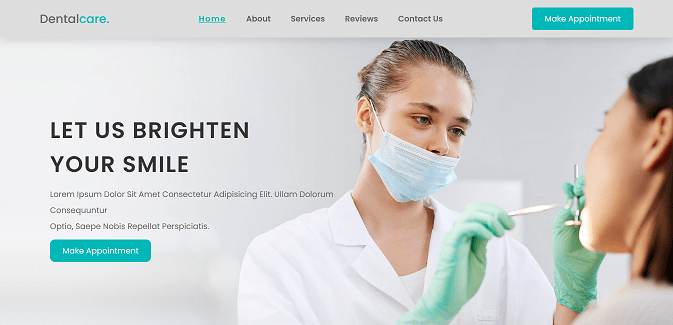 Dentalcare.
Home About Services Reviews Contact Us
Make Appointment
LET US BRIGHTEN
YOUR SMILE
Lorem Ipsum Dolor Sit Amet Consectetur Adipisicing Elit. Ullam Dolorum
Consequuntur
Optio, Saepe Nobis Repellat Perspiciatis.
Make Appointment